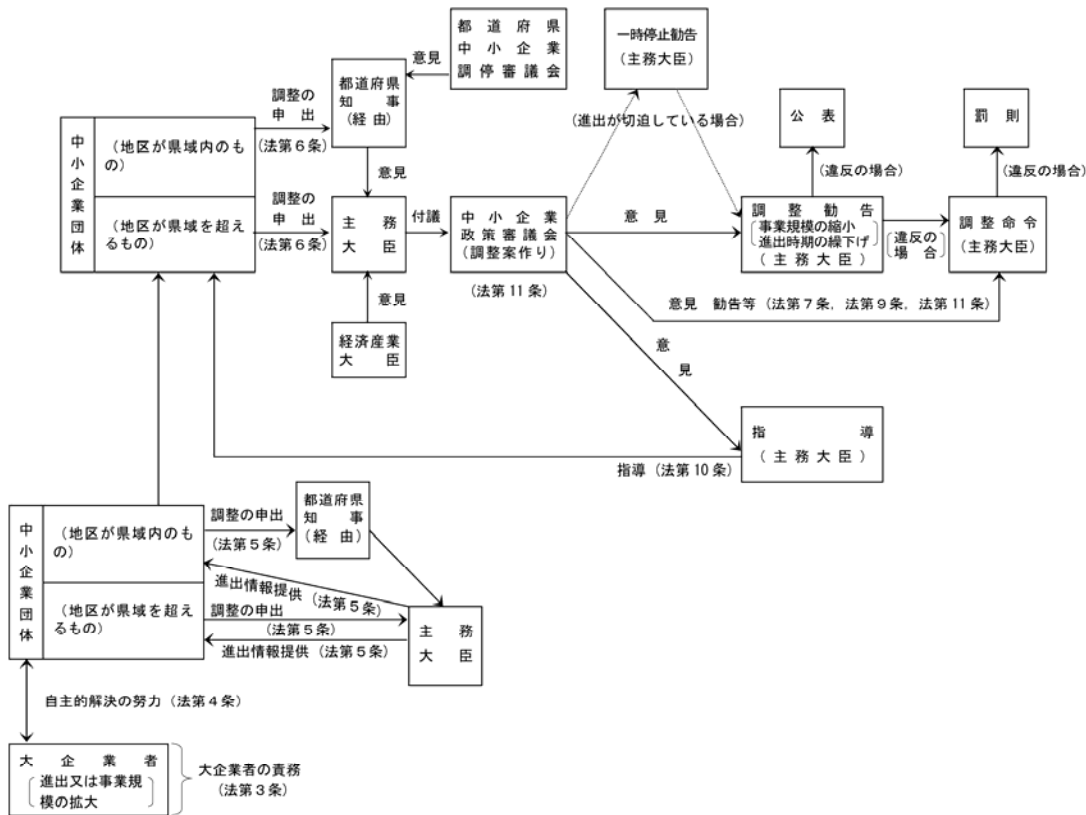 都道府県
中小企業
調停審議会
意見
一時停止勧告
(主務大臣)
都道府県
知事
(経由)
調整の
申出
(法第6条)
(進出が切迫している場合)
公表
罰則
(違反の場合)
(違反の場合)
中小企業団体
(地区が県域内のも
の)
(地区が県域を超え
るもの)
意見
調整の
申出
(法第6条)
主務
大臣
付議
中小企業
政策審議会
(調整案作り)
(法第11条)
意見
調整勧告
事業規模の縮小
進出時期の繰下げ
(主務大臣)
違反の
場合
調整命令
(主務大臣)
意見
経済産業
大臣
意見 勧告等(法第7条,法第9条,法第11条)
意
見
指導
(主務大臣)
指導(法第10条)
中小企業団体
(地区が県域内のも
の)
(地区が県域を超え
るもの)
調整の申出
(法第5条)
都道府県
知事
(経由)
進出情報提供
(法第5条)
調整の申出
(法第5条)
進出情報提供(法第5条)
主務
大臣
自主的解決の努力(法第4条)
大企業者
進出又は事業規
模の拡大
大企業者の責務
(法第3条)